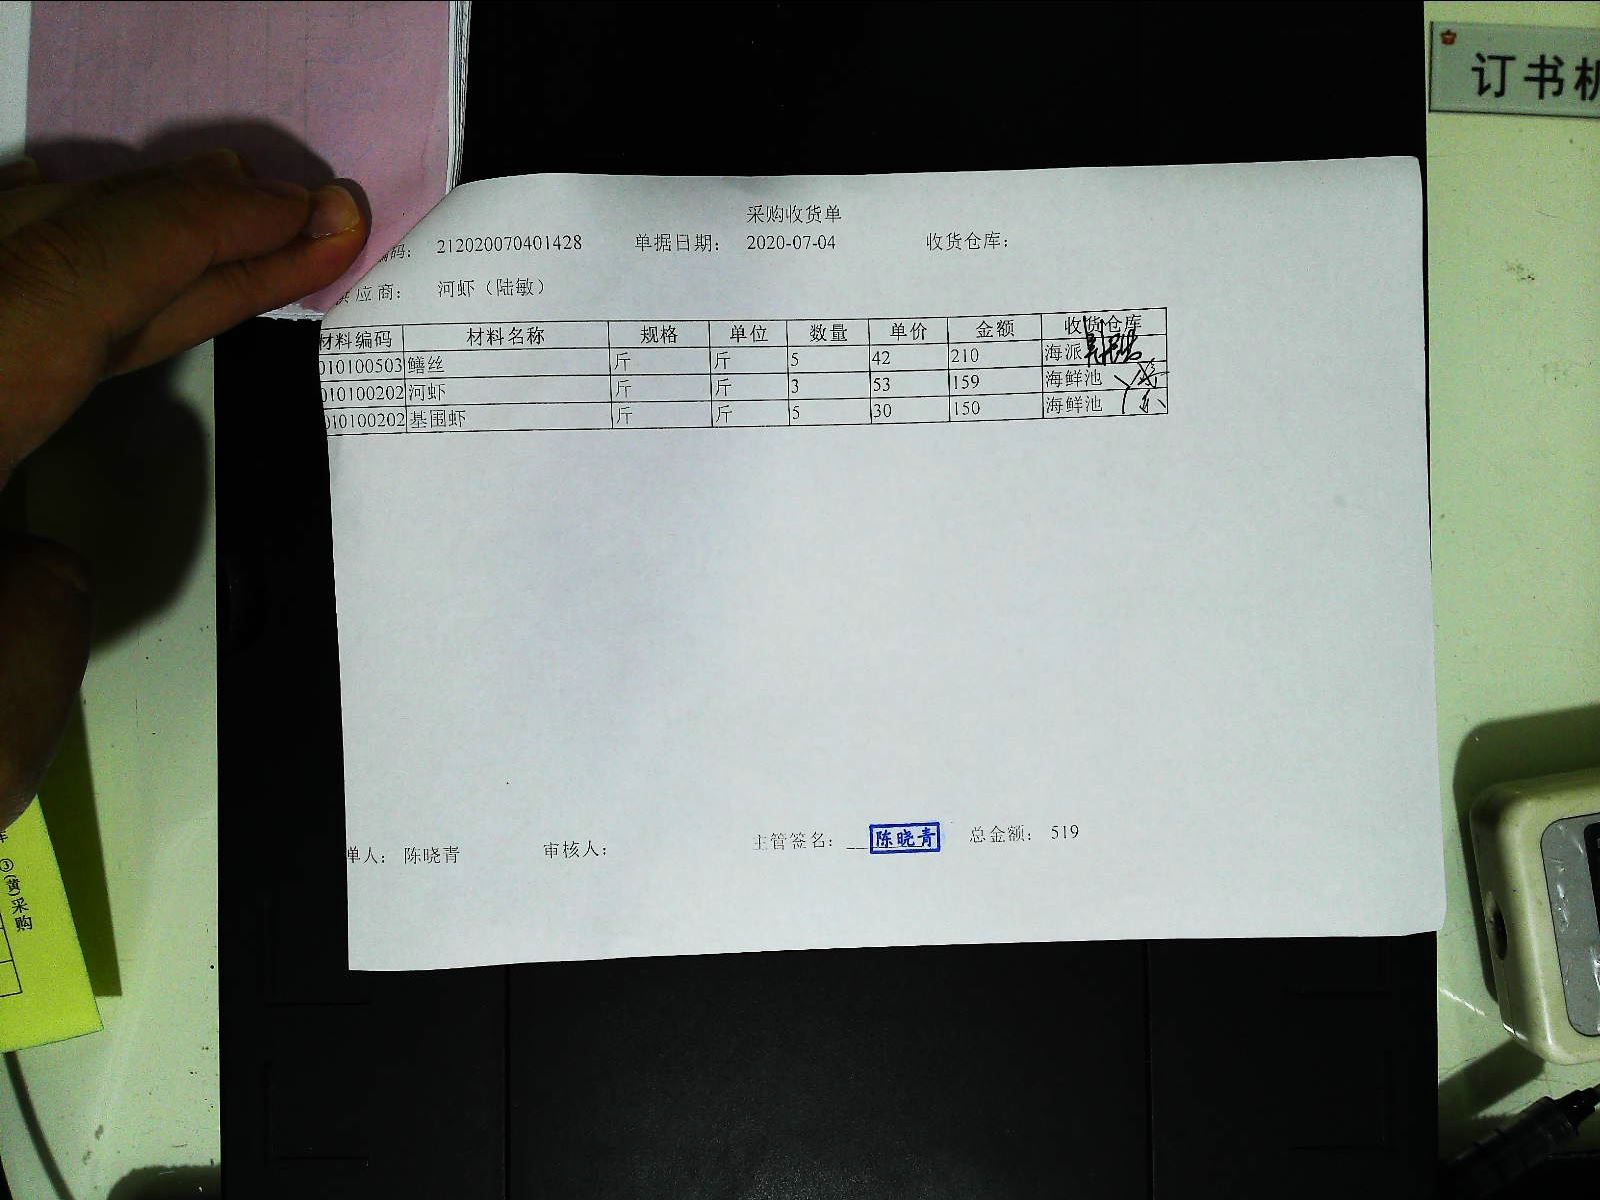 订书机
采购收货单
编码： 212020070401428 单据日期： 2020-07-04 收货仓库：
供应商： 河虾（陆敏）
材料编码 材料名称 规格 单位 数量 单价 金额 收货仓库
010100503 鳝丝 斤 斤 5 42 210 海派
010100202 河虾 斤 斤 3 53 159 海鲜池
010100202 基围虾 斤 斤 5 30 150 海鲜池
单人： 陈晓青 审核人： 主管签名： 陈晓青 总金额： 519
③(黄)采购